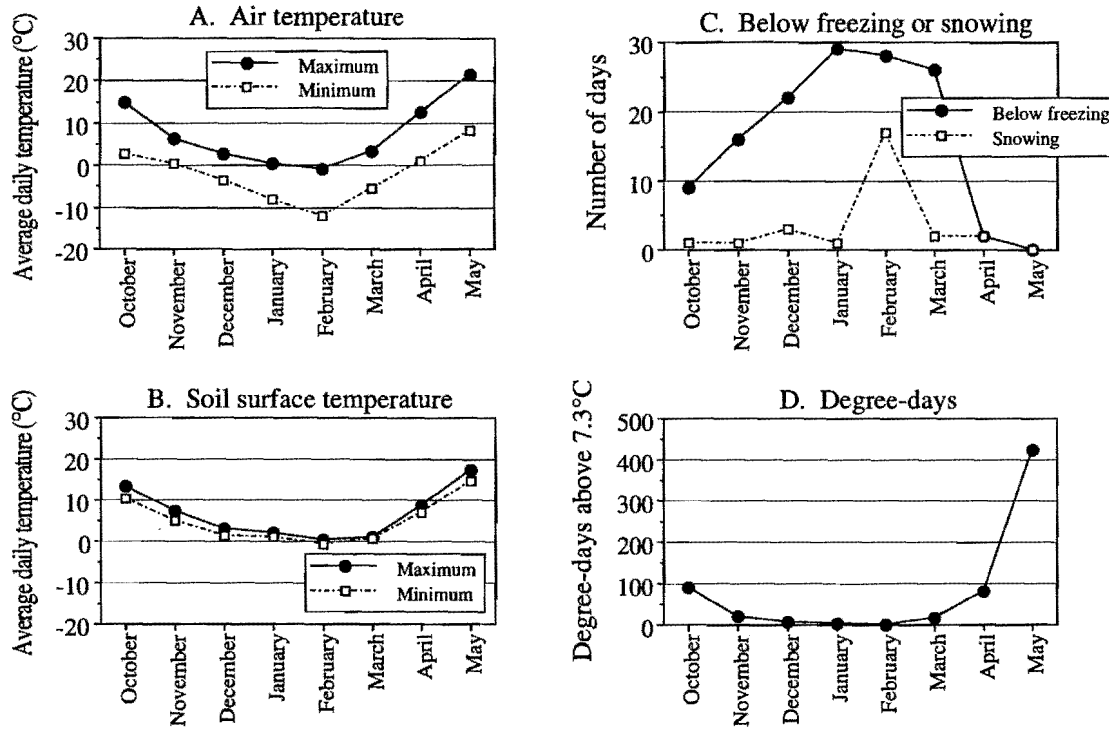 A. Air temperature
Average daily temperature (°C)
30
20
10
0
-10
-20
Maximum
Minimum
October
November
December
January
February
March
April
May
C. Below freezing or snowing
Number of days
30
20
10
0
Below freezing
Snowing
October
November
December
January
February
March
April
May
B. Soil surface temperature
Average daily temperature (°C)
30
20
10
0
-10
-20
Maximum
Minimum
October
November
December
January
February
March
April
May
D. Degree-days
Degree-days above 7.3°C
500
400
300
200
100
0
October
November
December
January
February
March
April
May